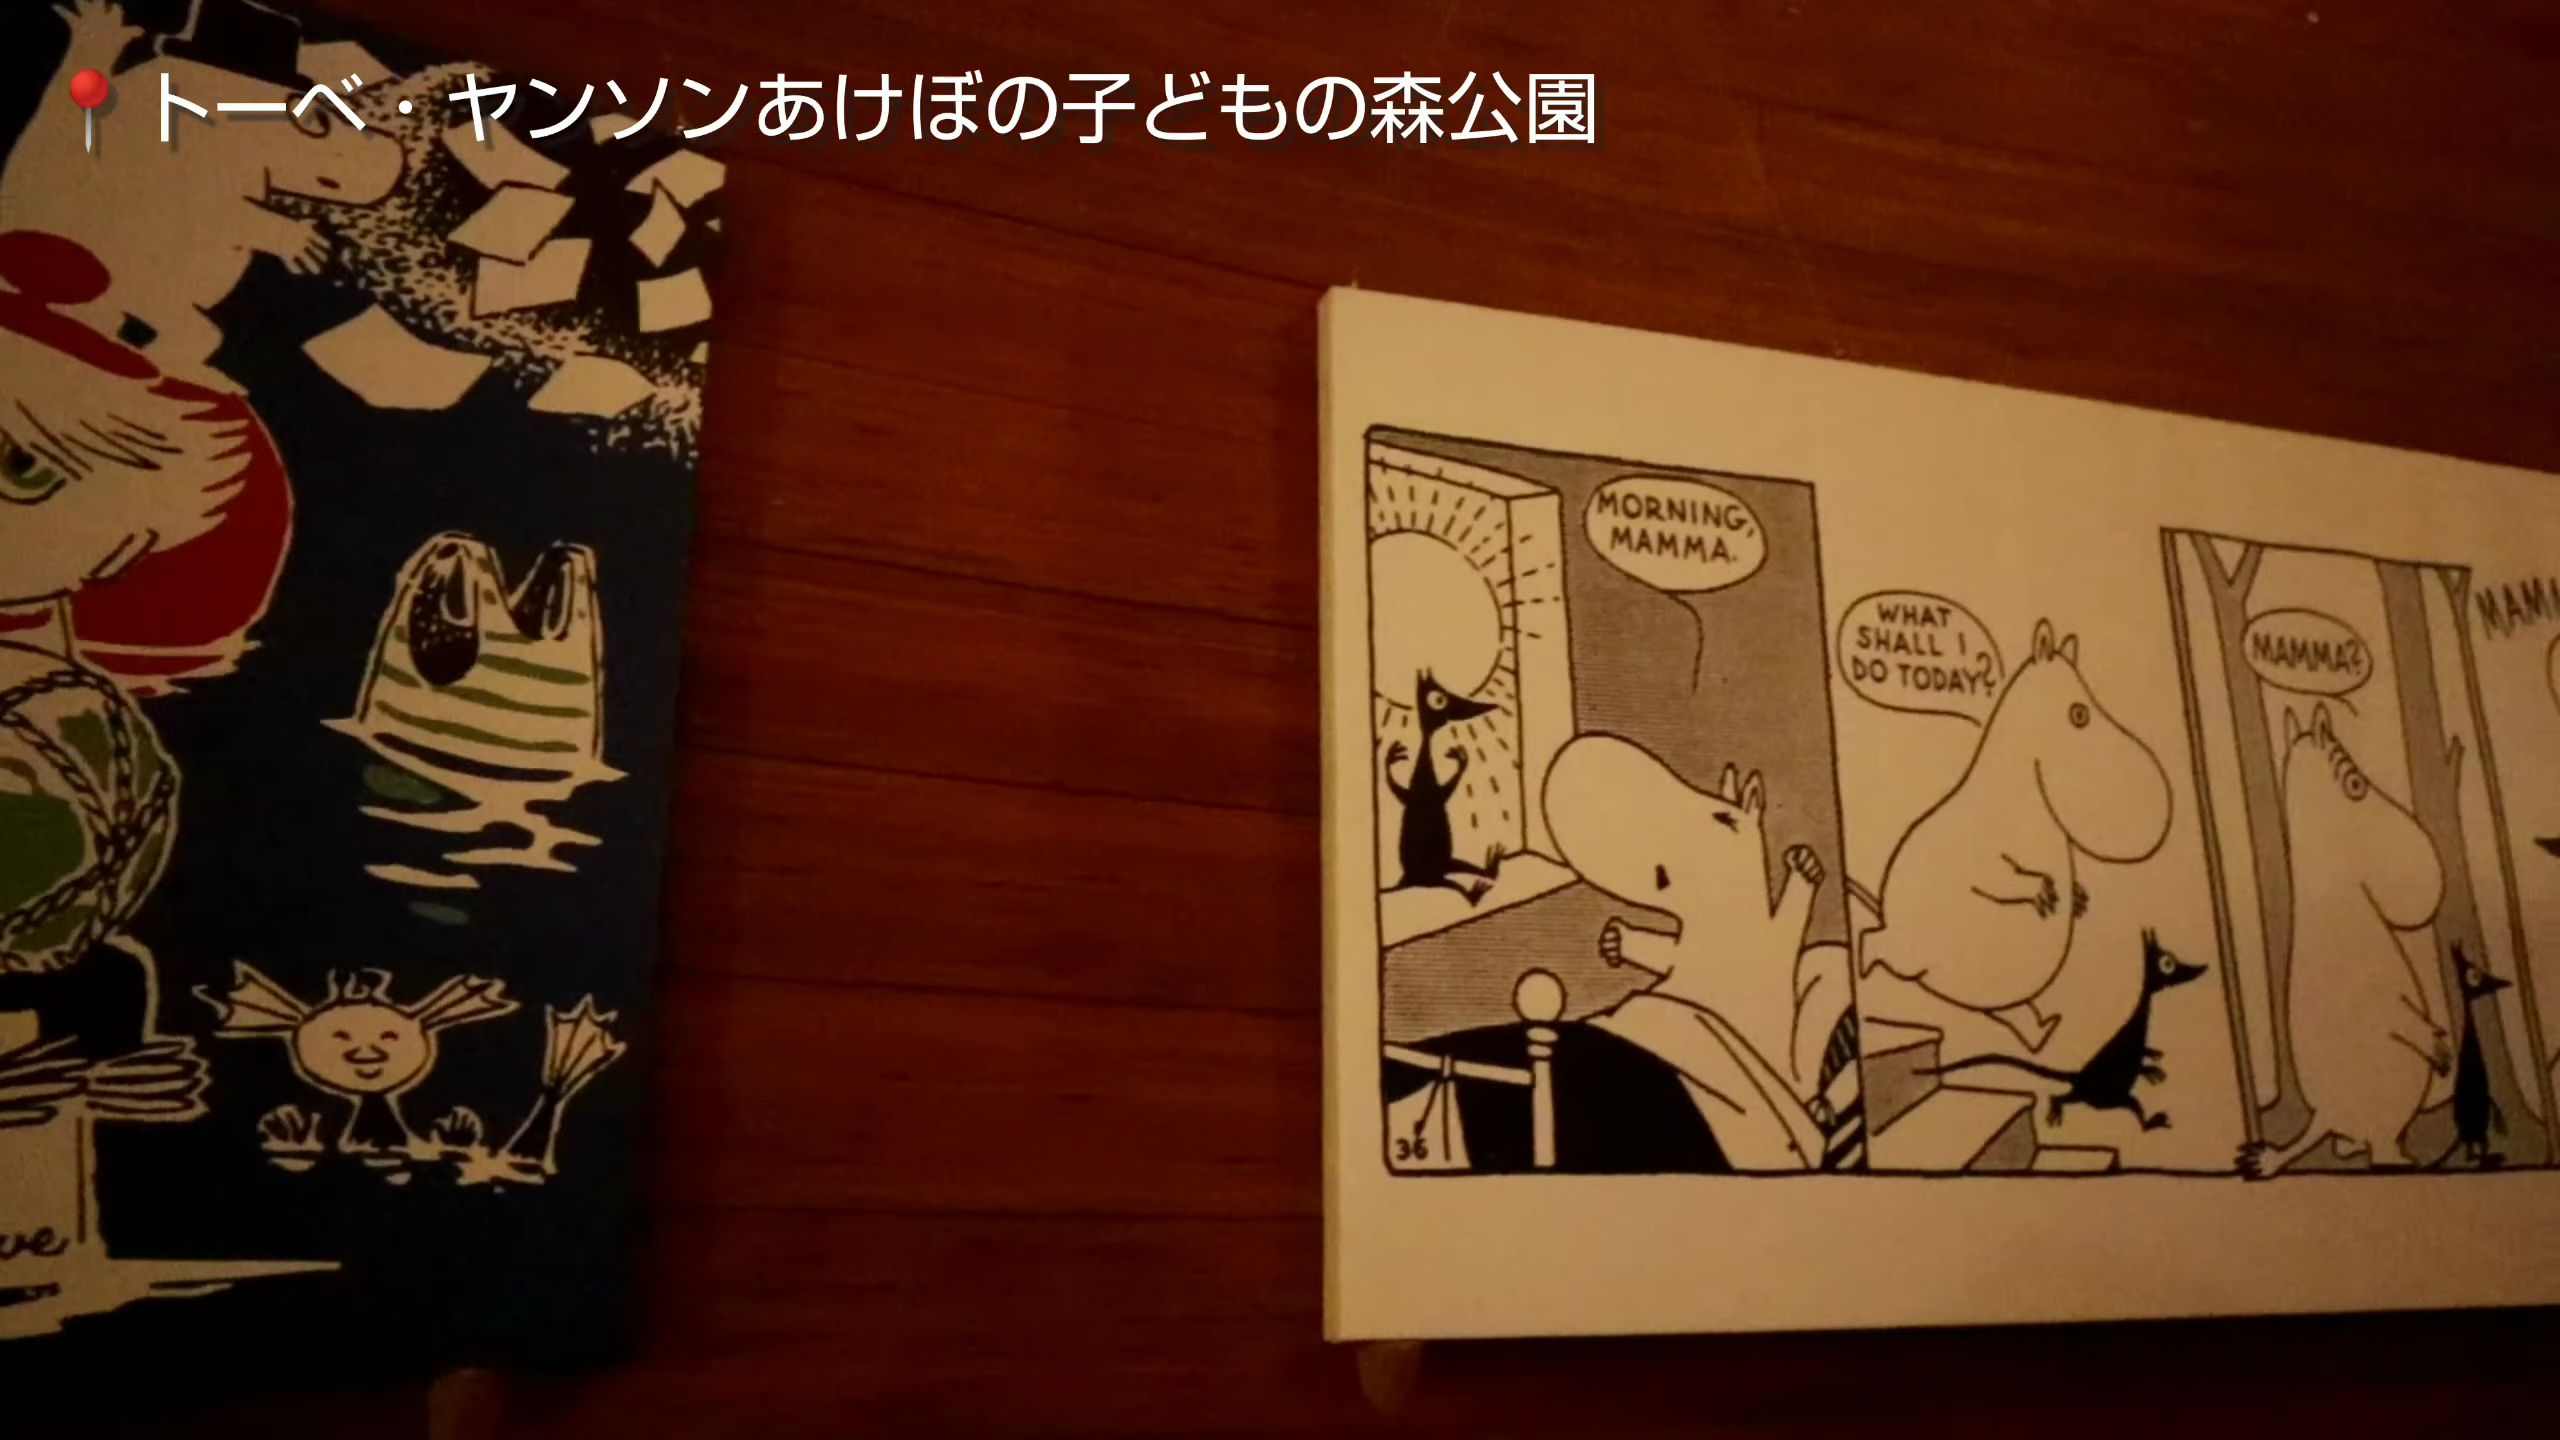 トーベ・ヤンソンあけぼの子どもの森公園
MORNING,
MAMMA.
WHAT
SHALL I
DO TODAY?
MAMMA?
36